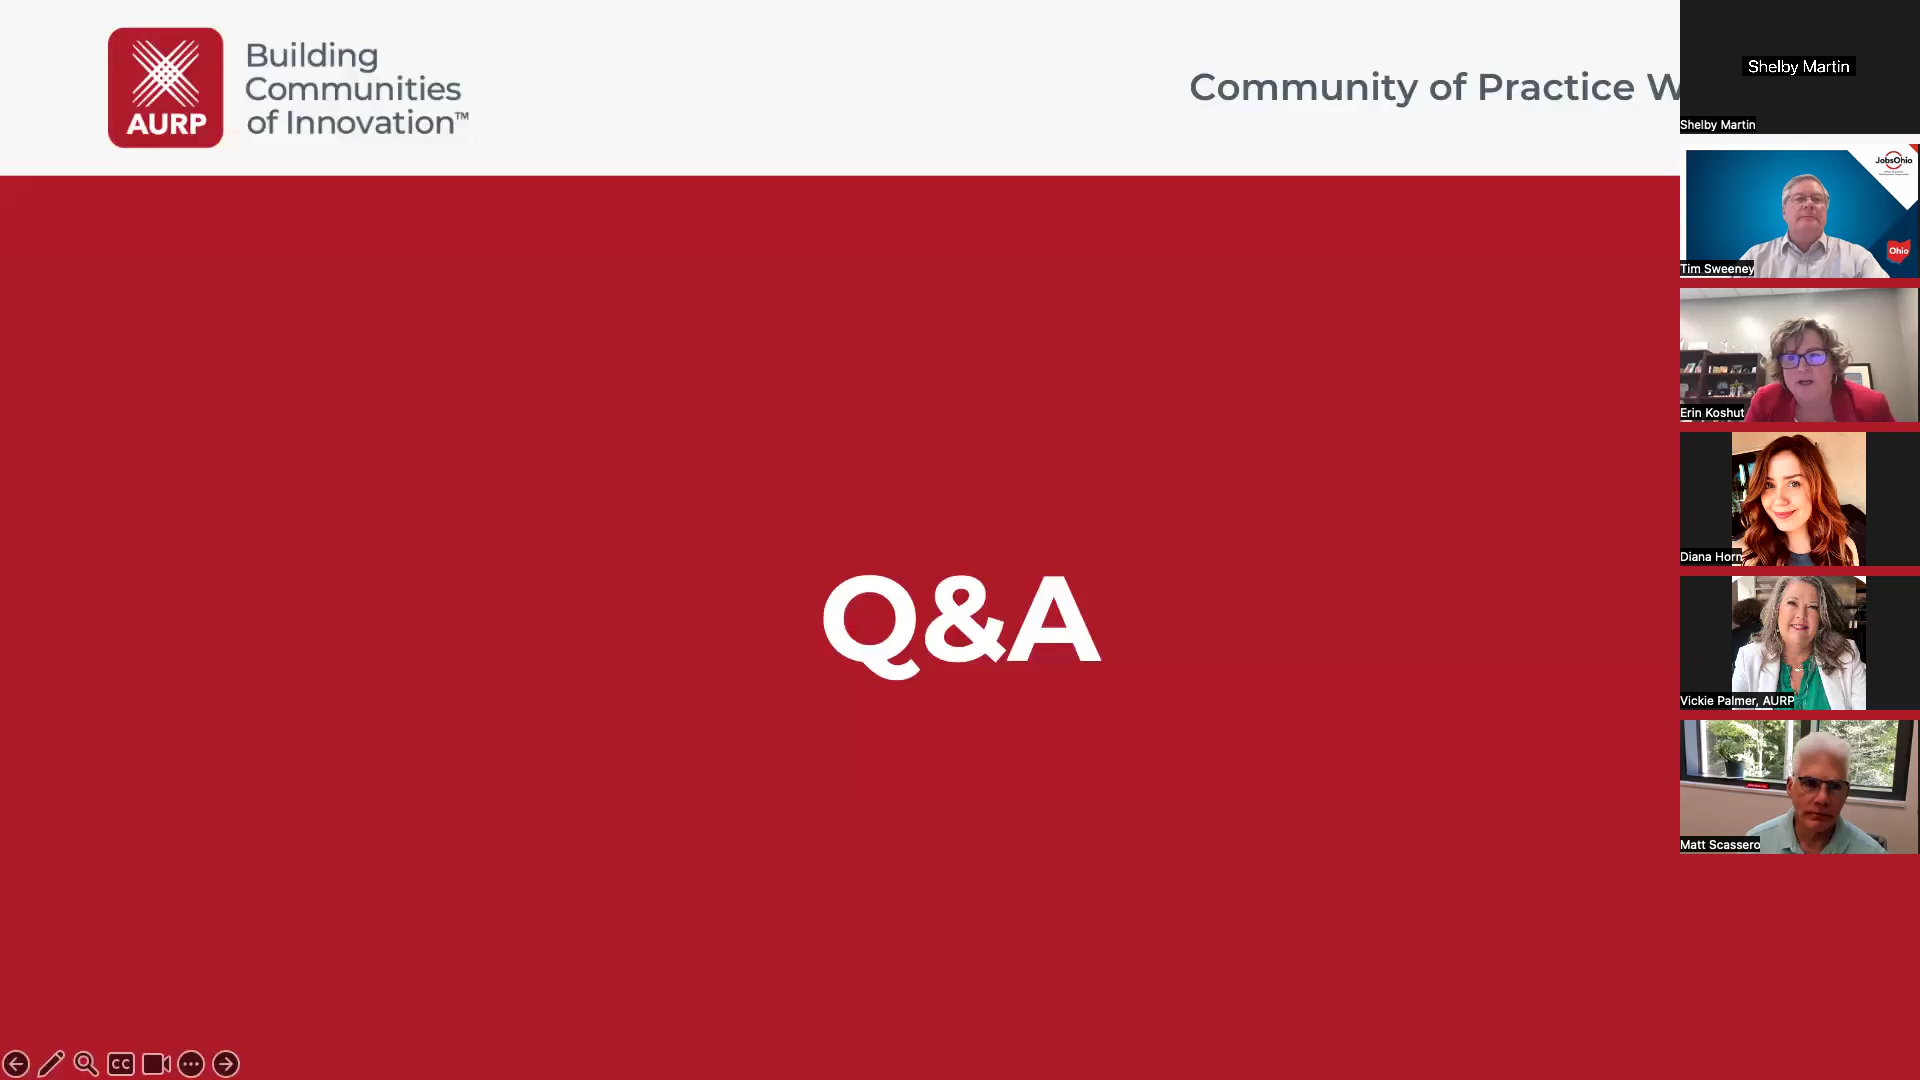 AURP
Building
Communities
of Innovation™
Community of Practice W
Shelby Martin
Shelby Martin
JobsOhio
Ohio
Tim Sweeney
Erin Koshut
Diana Horn
Vickie Palmer, AURP
Matt Scassero
Q&A
CC